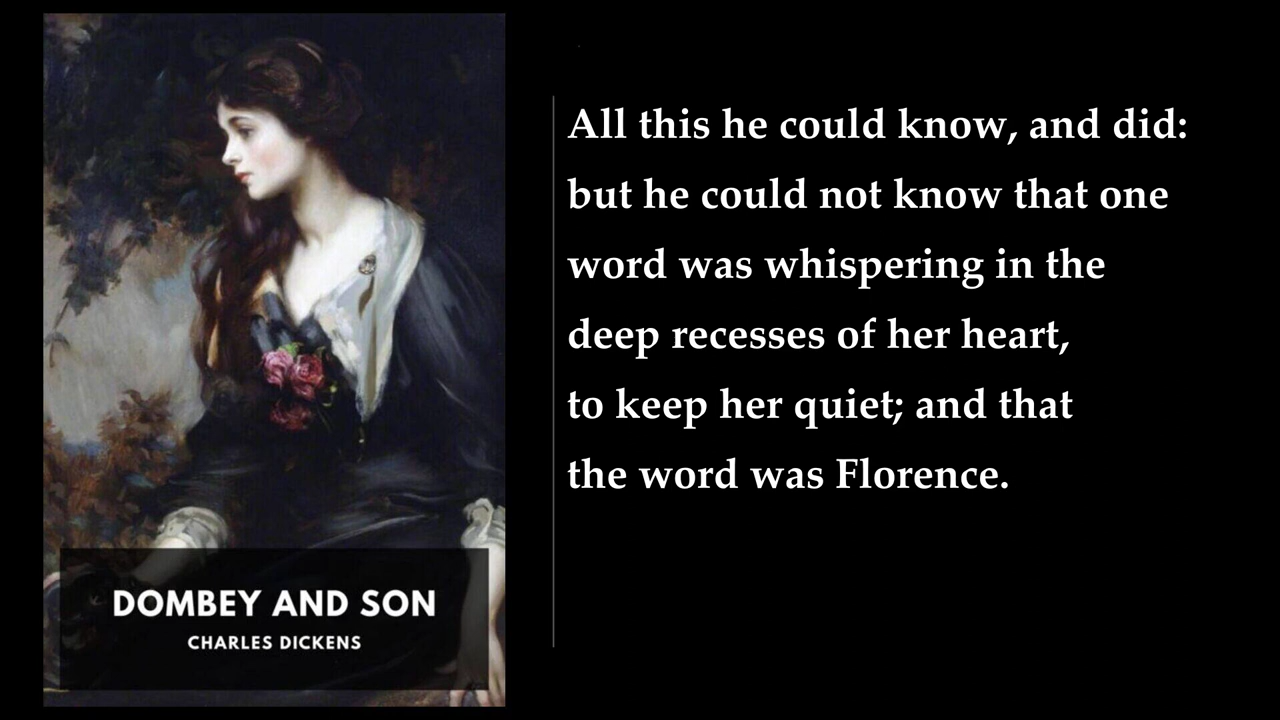 All this he could know, and did:
but he could not know that one
word was whispering in the
deep recesses of her heart,
to keep her quiet; and that
the word was Florence.
DOMBEY AND SON
CHARLES DICKENS